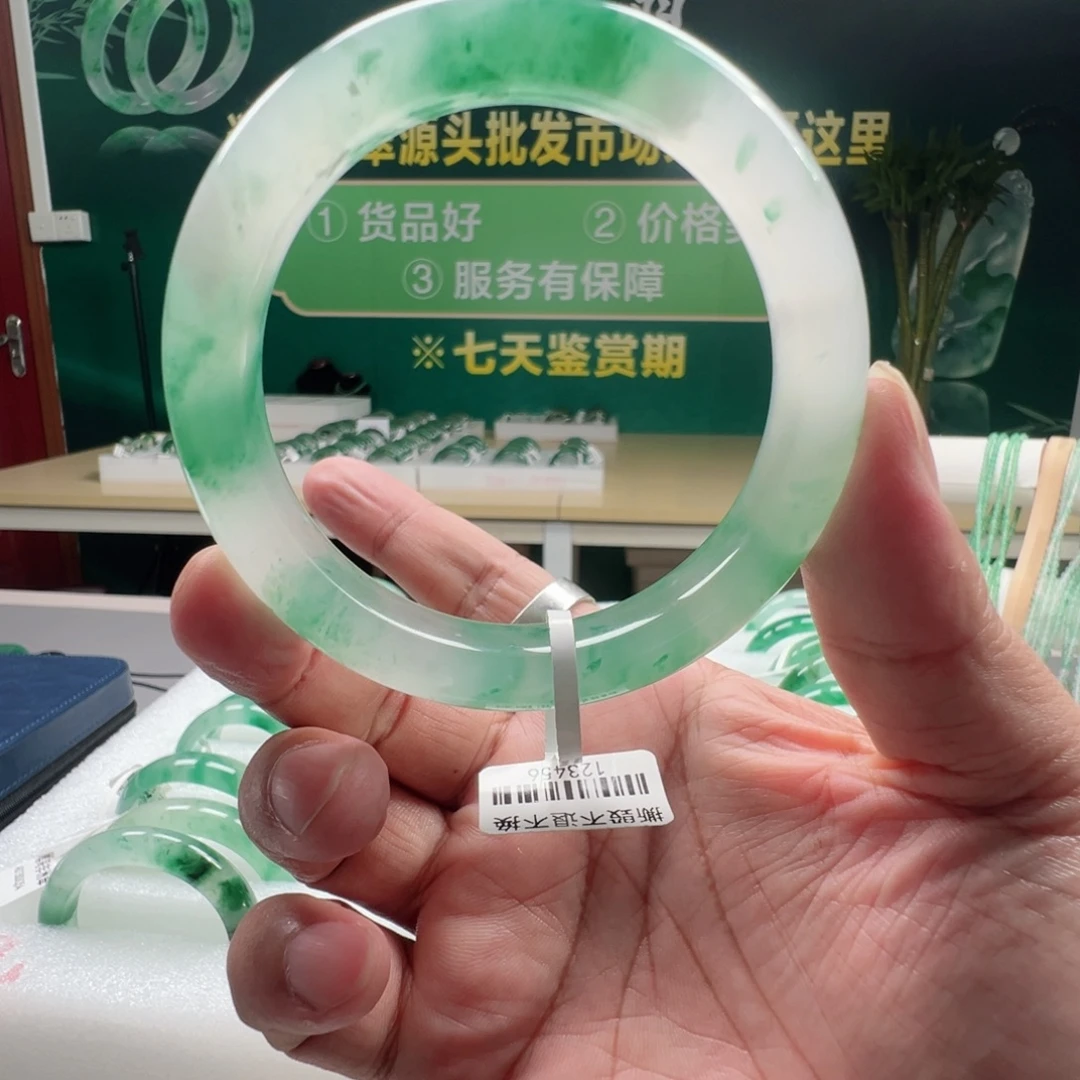 源头批发市场 这里
① 货品好 ② 价格
③ 服务有保障
※七天鉴赏期
123456
撕毁不退不换